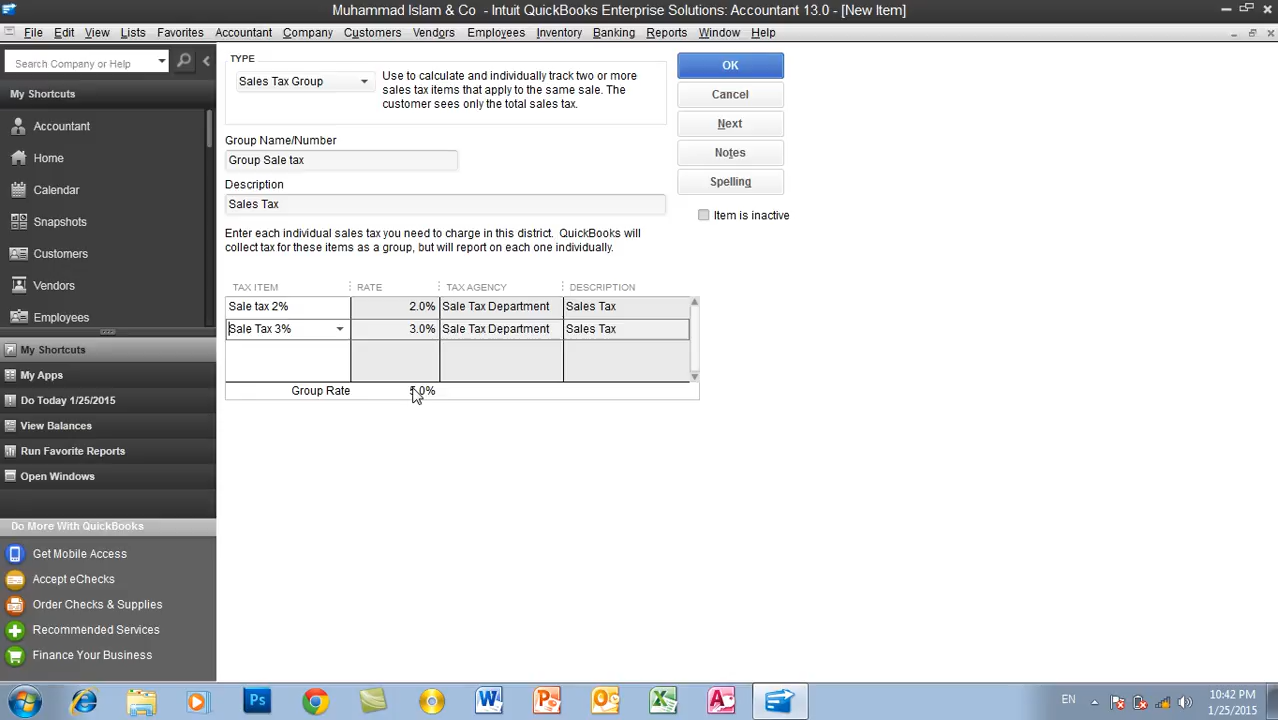 Muhammad Islam & Co - Intuit QuickBooks Enterprise Solutions: Accountant 13.0 - [New Item]
File Edit View Lists Favorites Accountant Company Customers Vendors Employees Inventory Banking Reports Window Help
Search Company or Help
My Shortcuts
Accountant
Home
Calendar
Snapshots
Customers
Vendors
Employees
My Shortcuts
My Apps
Do Today 1/25/2015
View Balances
Run Favorite Reports
Open Windows
Do More With QuickBooks
Get Mobile Access
Accept eChecks
Order Checks & Supplies
Recommended Services
Finance Your Business
TYPE
Sales Tax Group
Use to calculate and individually track two or more
sales tax items that apply to the same sale. The
customer sees only the total sales tax.
Group Name/Number
Group Sale tax
Description
Sales Tax
Enter each individual sales tax you need to charge in this district. QuickBooks will
collect tax for these items as a group, but will report on each one individually.
TAX ITEM RATE TAX AGENCY DESCRIPTION
Sale tax 2% 2.0% Sale Tax Department Sales Tax
Sale Tax 3% 3.0% Sale Tax Department Sales Tax
Group Rate 5.0%
OK
Cancel
Next
Notes
Spelling
Item is inactive
Ps
EN
10:42 PM
1/25/2015